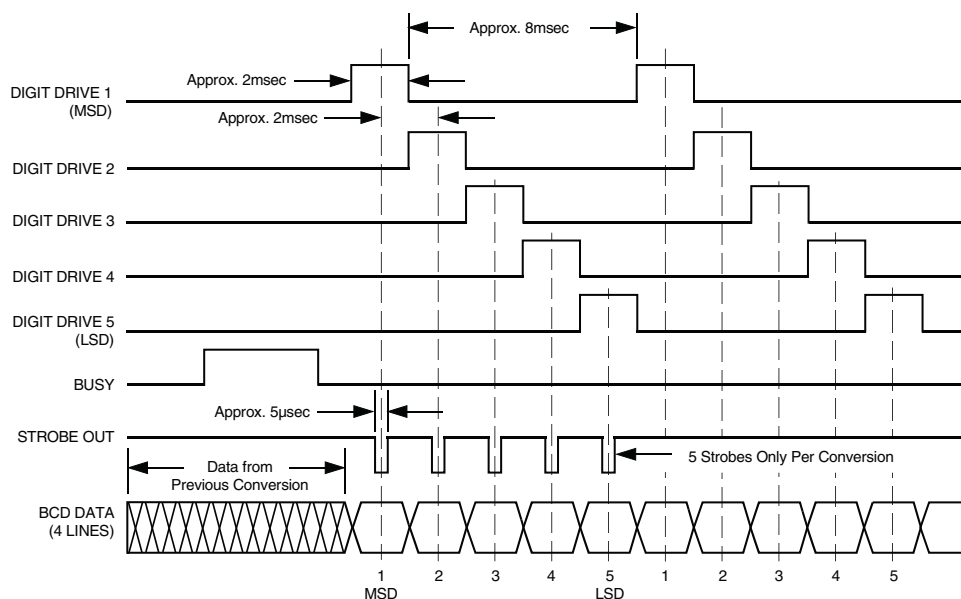 Approx. 8msec
Approx. 2msec
DIGIT DRIVE 1
(MSD)
Approx. 2msec
DIGIT DRIVE 2
DIGIT DRIVE 3
DIGIT DRIVE 4
DIGIT DRIVE 5
(LSD)
BUSY
Approx. 5μsec
STROBE OUT
5 Strobes Only Per Conversion
Data from
Previous Conversion
BCD DATA
(4 LINES)
1 2 3 4 5 1 2 3 4 5
MSD LSD